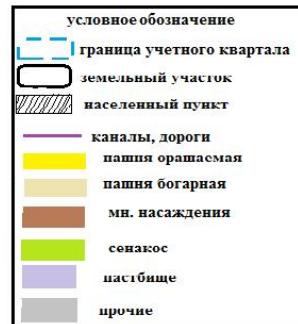 условное обозначение
граница учетного квартала
земельный участок
населенный пункт
каналы, дороги
пашня орашаемая
пашня богарная
мн. насаждения
сенакос
пастбище
прочие